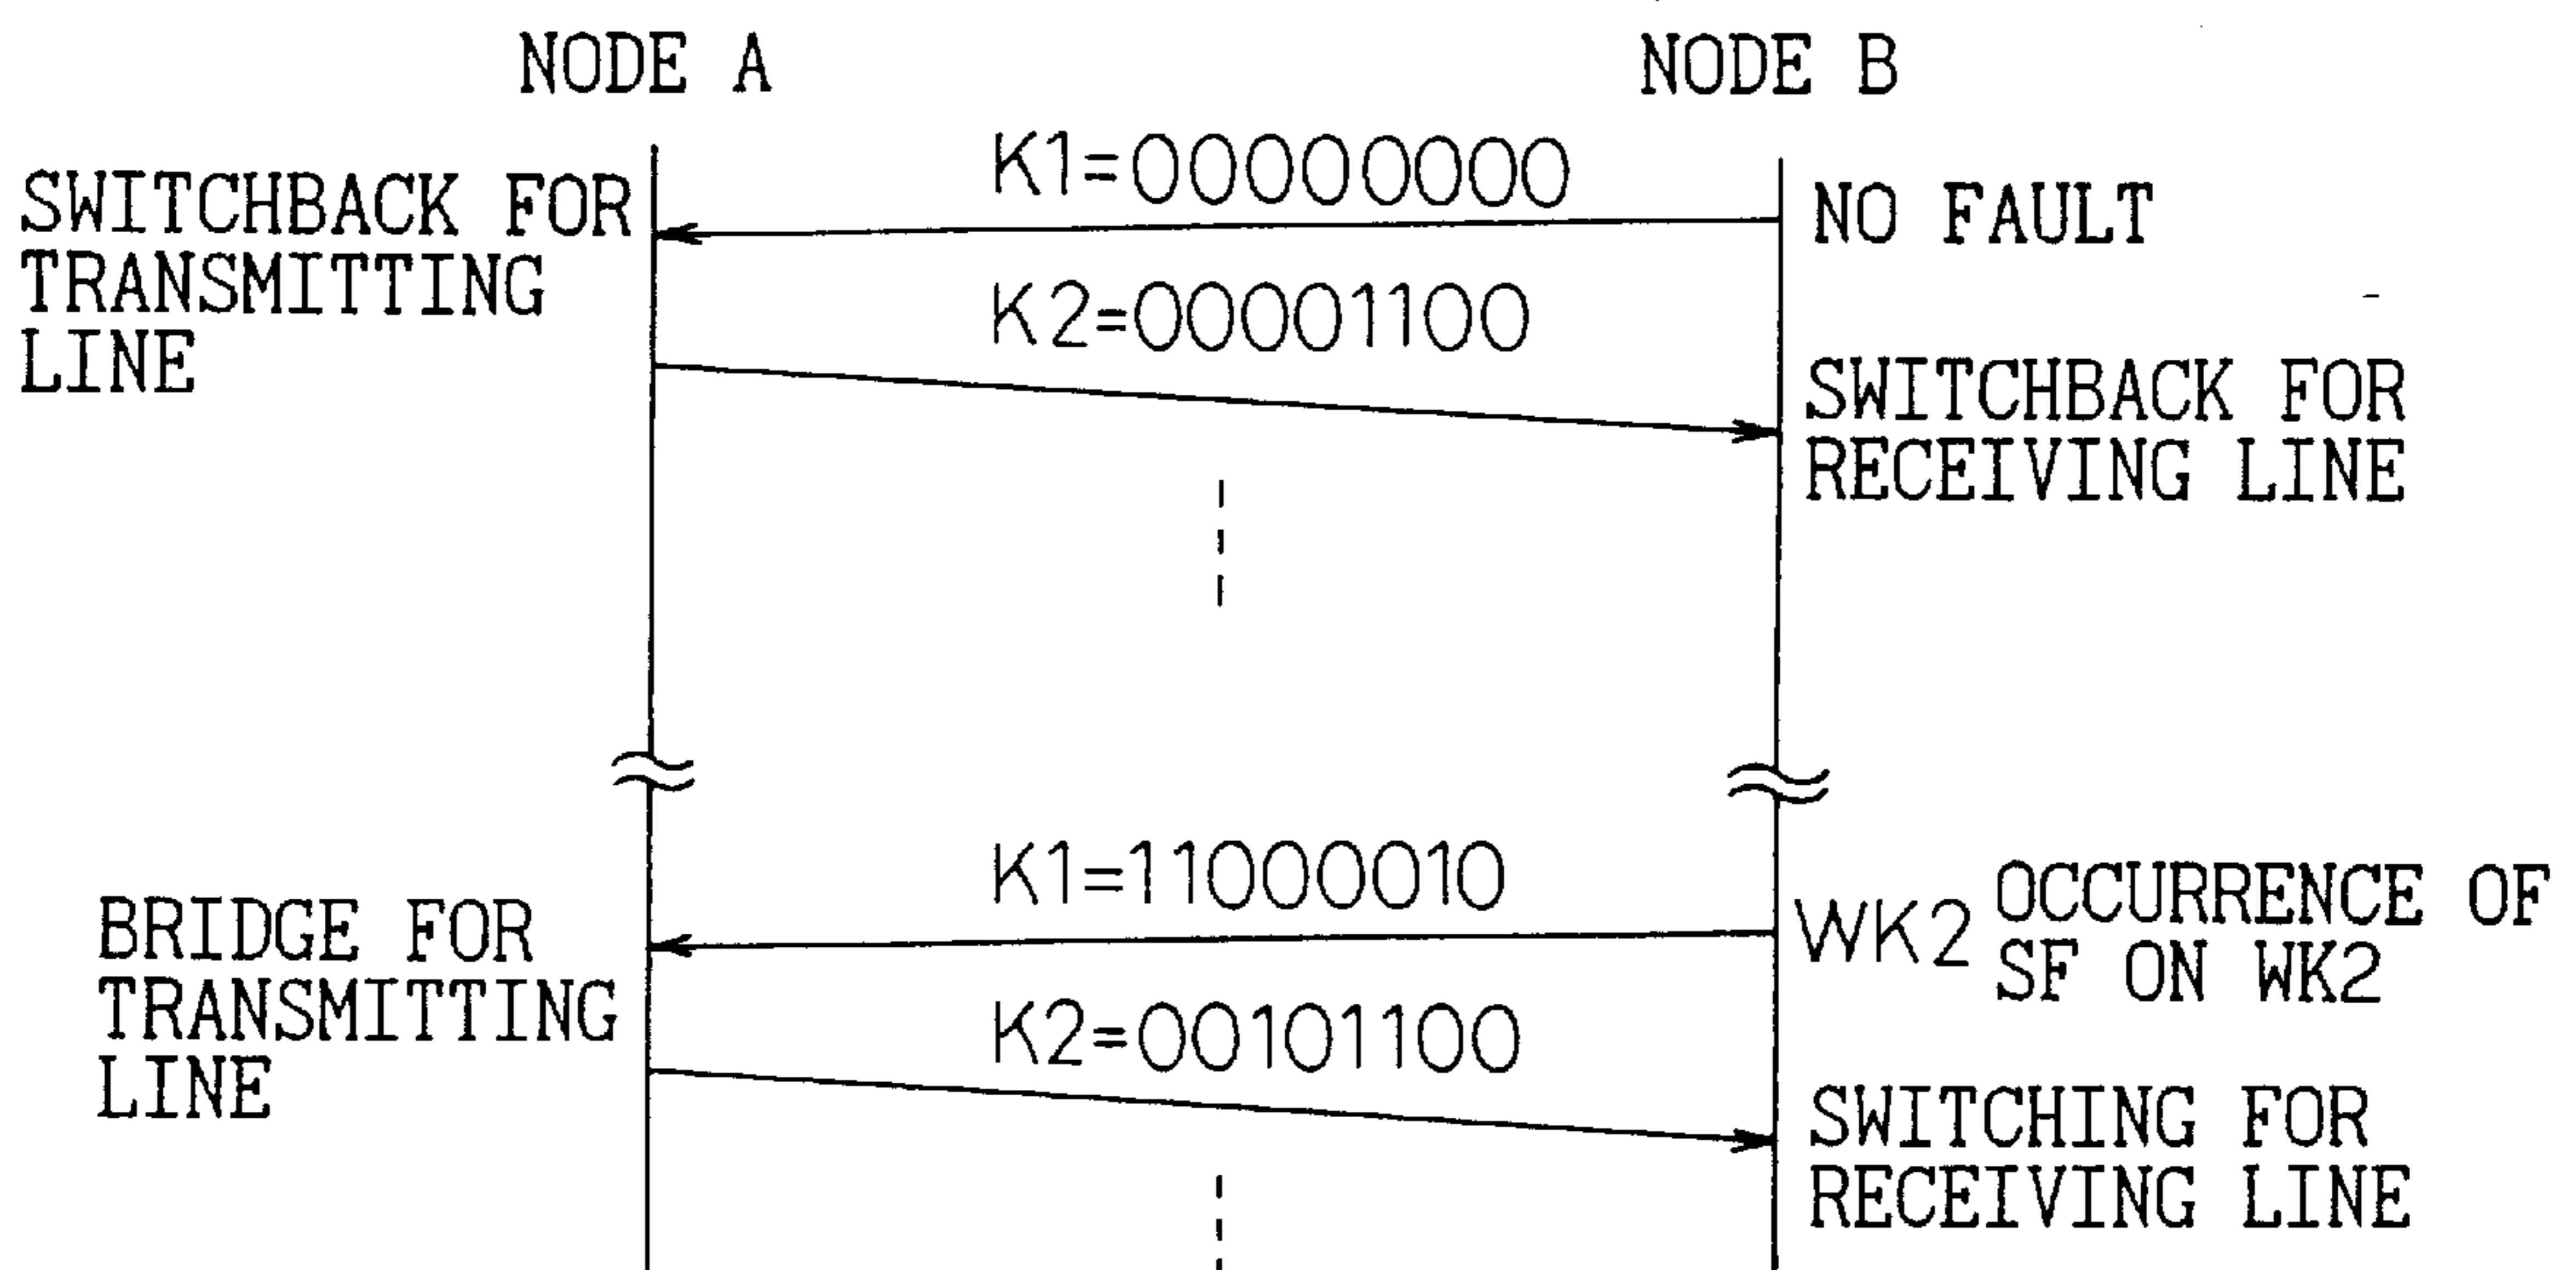 NODE A
NODE B
K1=00000000
SWITCHBACK FOR
TRANSMITTING
LINE
NO FAULT
K2=00001100
SWITCHBACK FOR
RECEIVING LINE
K1=11000010
BRIDGE FOR
TRANSMITTING
LINE
WK2 OCCURRENCE OF
SF ON WK2
K2=00101100
SWITCHING FOR
RECEIVING LINE